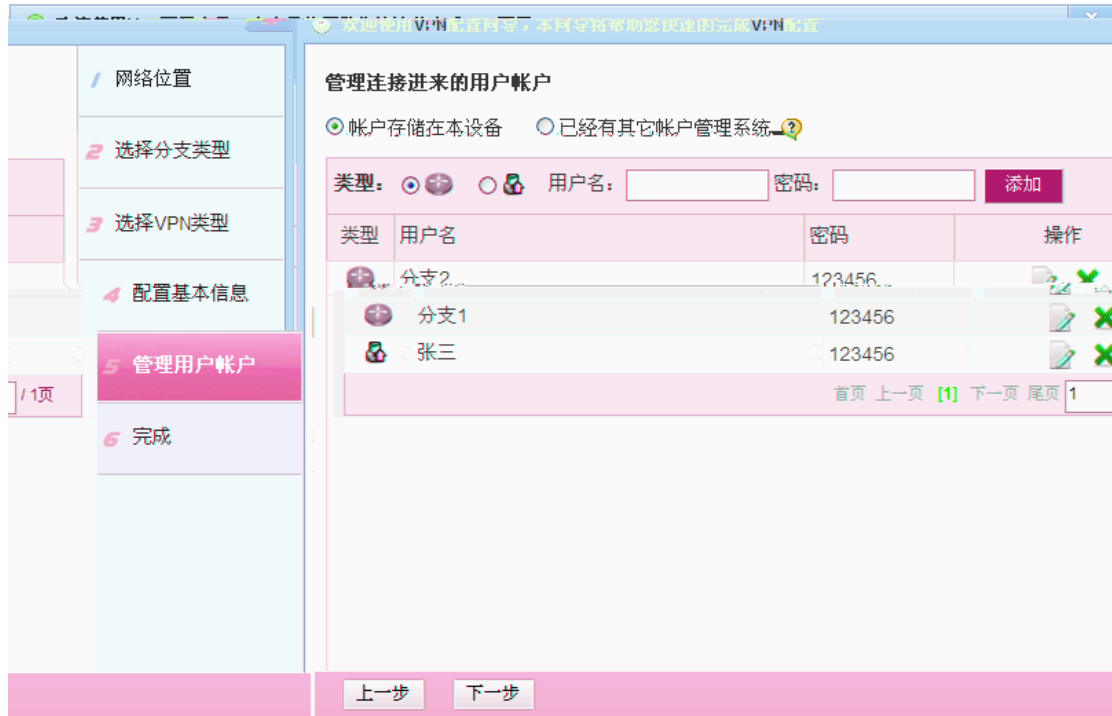 欢迎使用VPN配置向导，本向导将帮助您快速的完成VPN配置
1 网络位置
2 选择分支类型
3 选择VPN类型
4 配置基本信息
5 管理用户帐户
6 完成
/ 1页
管理连接进来的用户帐户
帐户存储在本设备 已经有其它帐户管理系统
类型： 用户名： 密码： 添加
类型 用户名 密码 操作
分支2 123456
分支1 123456
张三 123456
首页 上一页 [1] 下一页 尾页 1
上一步 下一步